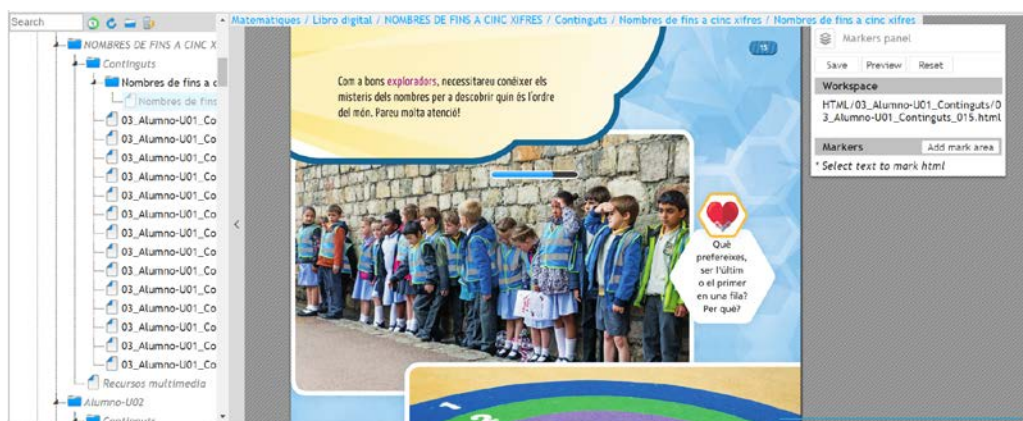 Search
Matemàtiques / Libro digital / NOMBRES DE FINS A CINC XIFRES / Continguts / Nombres de fins a cinc xifres / Nombres de fins a cinc xifres
NOMBRES DE FINS A CINC X
Continguts
Nombres de fins a c
Nombres de fins
03_Alumno-U01_Co
03_Alumno-U01_Co
03_Alumno-U01_Co
03_Alumno-U01_Co
03_Alumno-U01_Co
03_Alumno-U01_Co
03_Alumno-U01_Co
03_Alumno-U01_Co
03_Alumno-U01_Co
03_Alumno-U01_Co
03_Alumno-U01_Co
03_Alumno-U01_Co
03_Alumno-U01_Co
03_Alumno-U01_Co
Recursos multimedia
Alumno-U02
Continguts
Com a bons exploradors, necessitareu conéixer els
misteris dels nombres per a descobrir quin és l'ordre
del món. Pareu molta atenció!
15
Què
prefereixes,
ser l'últim
o el primer
en una fila?
Per què?
1
2
Markers panel
Save Preview Reset
Workspace
HTML/03_Alumno-U01_Continguts/0
3_Alumno-U01_Continguts_015.html
Markers Add mark area
* Select text to mark html